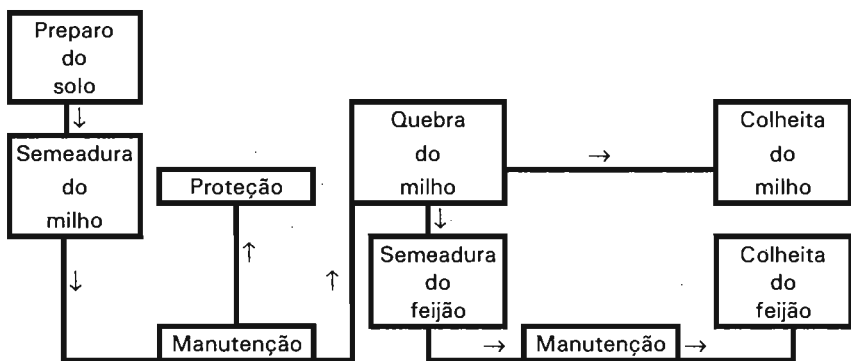 Preparo
do
solo
↓
Semeadura
do
milho
↓
Proteção
↑
Manutenção
↑
Quebra
do
milho
→
Colheita
do
milho
↓
Semeadura
do
feijão
→
Manutenção
→
Colheita
do
feijão